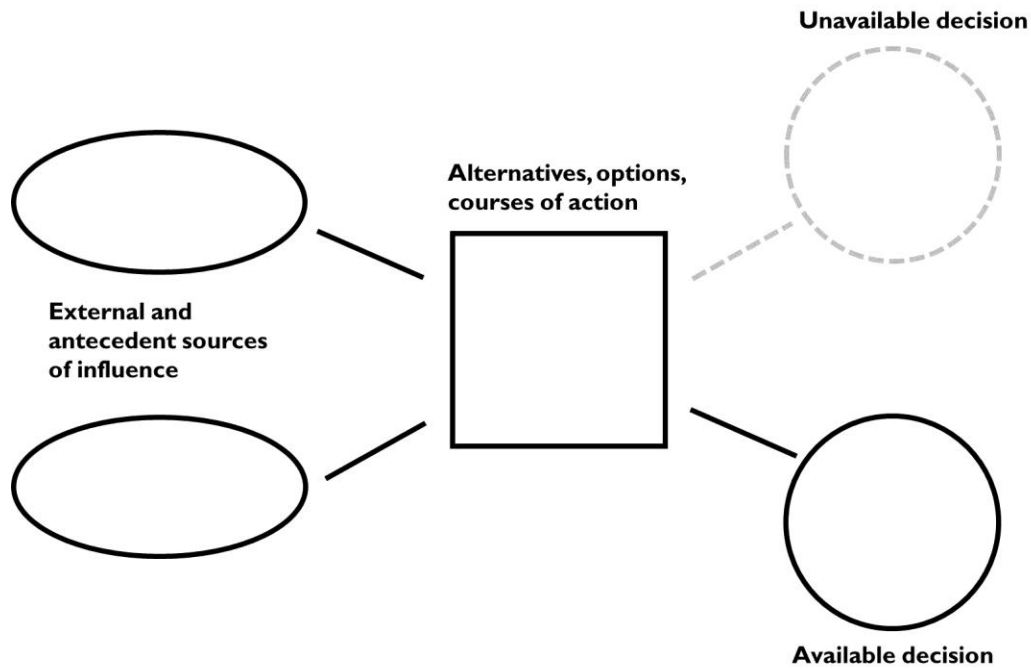 Unavailable decision
Alternatives, options,
courses of action
External and
antecedent sources
of influence
Available decision